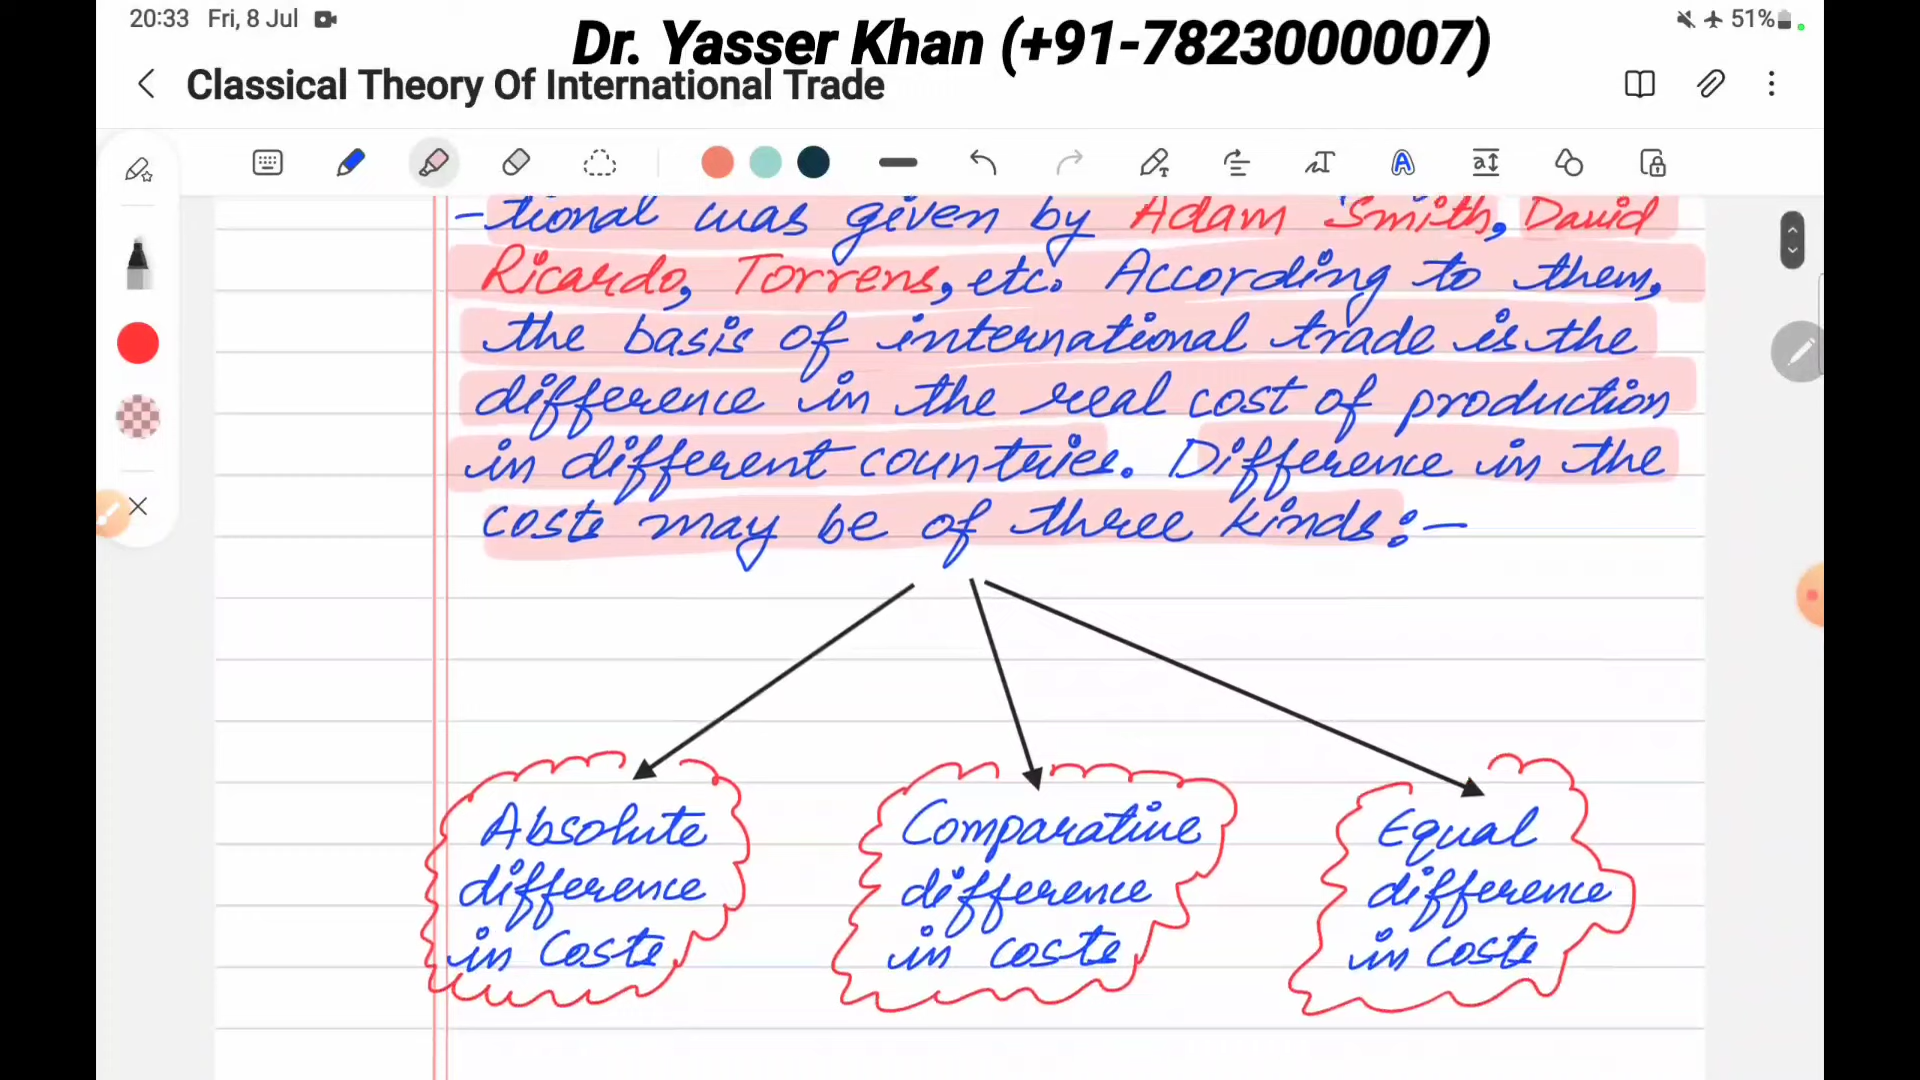 20:33 Fri, 8 Jul
51%
Dr. Yasser Khan (+91-7823000007)
Classical Theory Of International Trade
-tional was given by Adam Smith, David
Ricardo, Torrens, etc. According to them,
the basis of international trade is the
difference in the real cost of production
in different countries. Difference in the
costs may be of three kinds:-
Absolute
difference
in Costs
Comparative
difference
in costs
Equal
difference
in costs